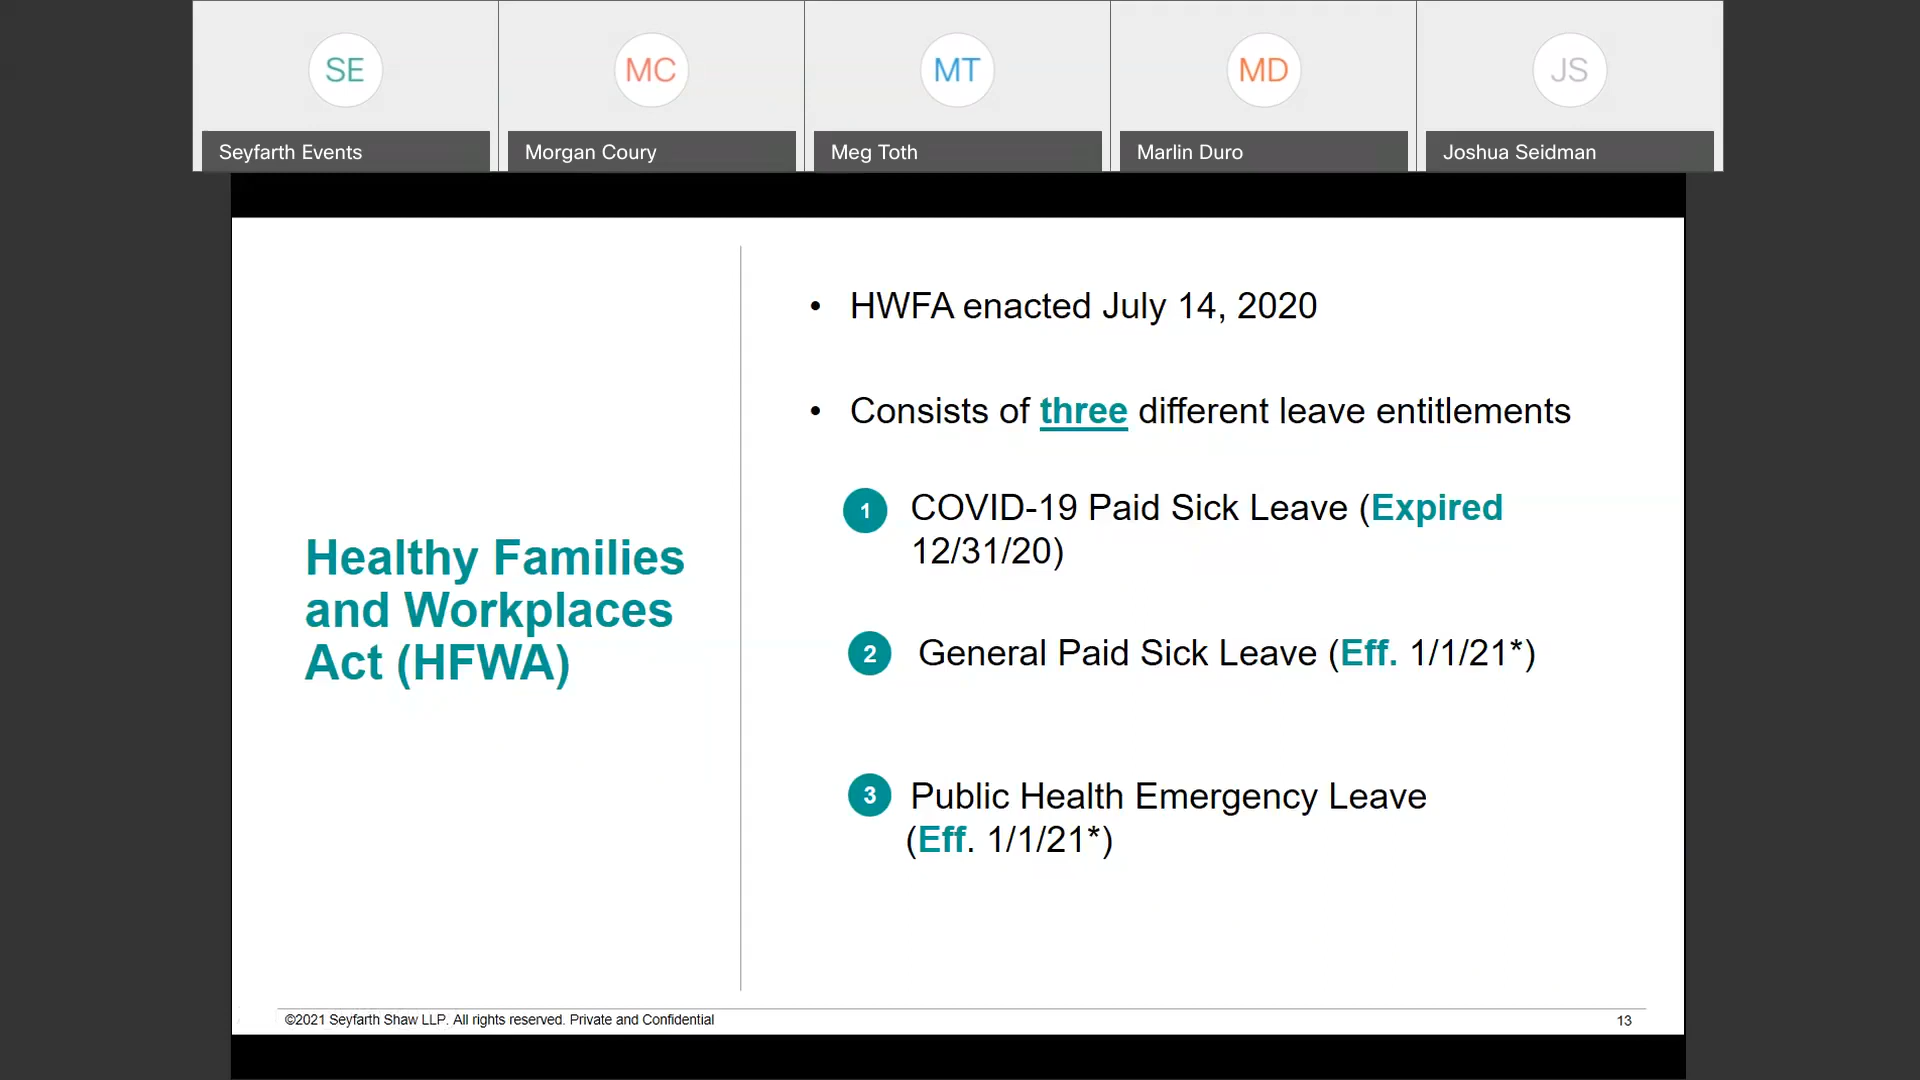 SE
MC
MT
MD
JS
Seyfarth Events
Morgan Coury
Meg Toth
Marlin Duro
Joshua Seidman
Healthy Families
and Workplaces
Act (HFWA)
• HWFA enacted July 14, 2020
• Consists of three different leave entitlements
1 COVID-19 Paid Sick Leave (Expired
12/31/20)
2 General Paid Sick Leave (Eff. 1/1/21*)
3 Public Health Emergency Leave
(Eff. 1/1/21*)
©2021 Seyfarth Shaw LLP. All rights reserved. Private and Confidential
13